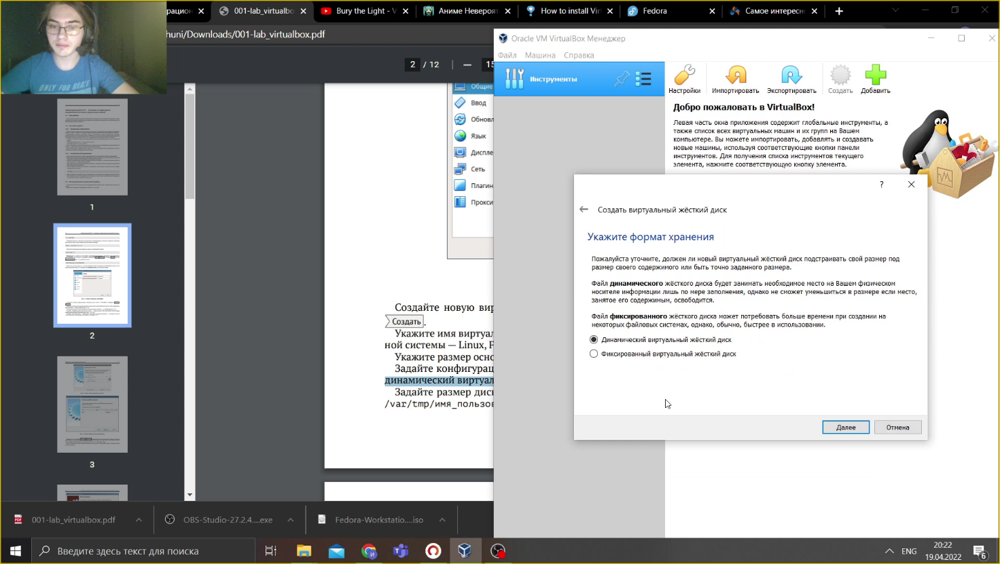 рацион
001-lab_virtualbo
Bury the Light - V
Аниме Невероят
How to install Vir
Fedora
Самое интересн
huni/Downloads/001-lab_virtualbox.pdf
2 / 12
15
Общие
Ввод
Обновл
Язык
Диспле
Сеть
Плагин
Прокси
1
2
3
Создайте новую вир
Создать .
Укажите имя виртуал
ной системы — Linux, F
Укажите размер осно
Задайте конфигурац
динамический виртуал
Задайте размер диск
/var/tmp/имя_пользов
Oracle VM VirtualBox Менеджер
Файл Машина Справка
Инструменты
Настройки
Импортировать
Экспортировать
Создать
Добавить
Добро пожаловать в VirtualBox!
Левая часть окна приложения содержит глобальные инструменты, а
также список всех виртуальных машин и их групп на Вашем
компьютере. Вы можете импортировать, добавлять и создавать
новые машины, используя соответствующие кнопки панели
инструментов. Для получения списка инструментов текущего
элемента, нажмите соответствующую кнопку элемента.
?
Создать виртуальный жёсткий диск
Укажите формат хранения
Пожалуйста уточните, должен ли новый виртуальный жёсткий диск подстраивать свой размер под
размер своего содержимого или быть точно заданного размера.
Файл динамического жёсткого диска будет занимать необходимое место на Вашем физическом
носителе информации лишь по мере заполнения, однако не сможет уменьшиться в размере если место,
занятое его содержимым, освободится.
Файл фиксированного жёсткого диска может потребовать больше времени при создании на
некоторых файловых системах, однако, обычно, быстрее в использовании.
Динамический виртуальный жёсткий диск
Фиксированный виртуальный жёсткий диск
Далее
Отмена
001-lab_virtualbox.pdf
OBS-Studio-27.2.4....exe
Fedora-Workstatio....iso
Введите здесь текст для поиска
ENG
20:22
19.04.2022
6